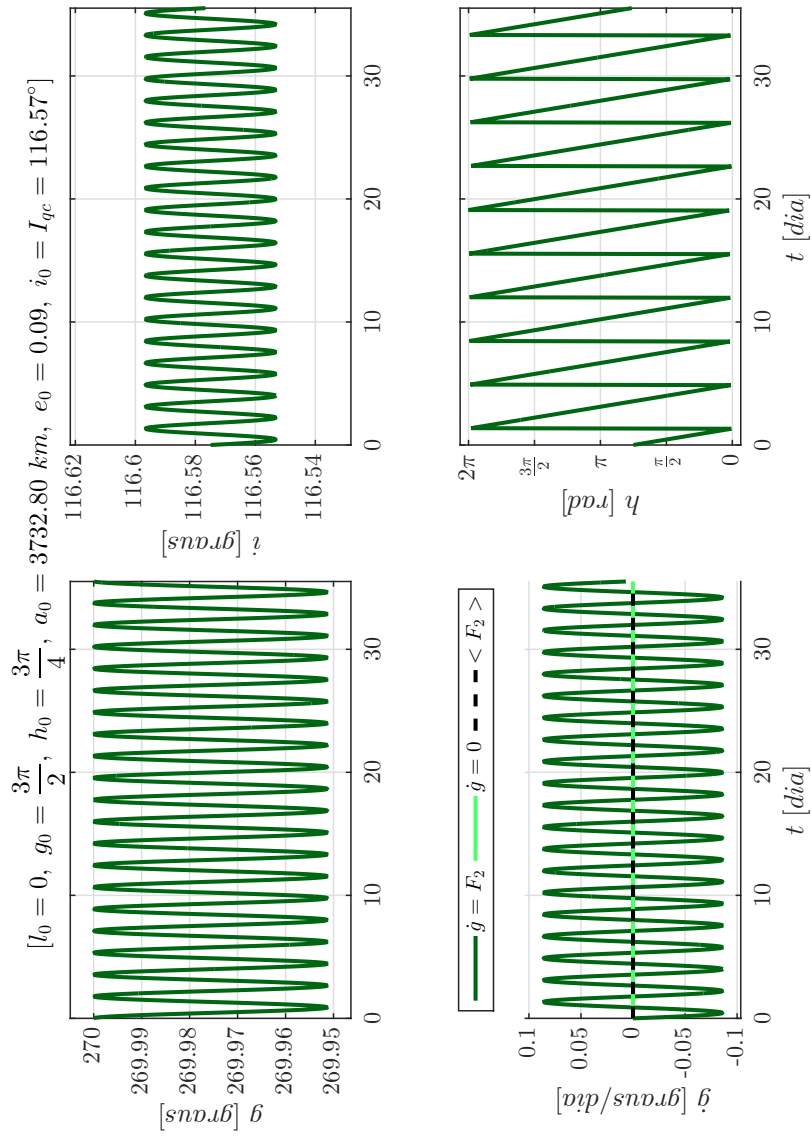 [l₀ = 0, g₀ = 3π/2, h₀ = 3π/4, a₀ = 3732.80 km, e₀ = 0.09, i₀ = I_qc = 116.57°]
g [graus]
270
269.99
269.98
269.97
269.96
269.95
0 10 20 30
i [graus]
116.62
116.6
116.58
116.56
116.54
0 10 20 30
ġ = F₂ ġ = 0 < F₂ >
ġ [graus/dia]
0.1
0.05
0
-0.05
-0.1
0 10 20 30
t [dia]
h [rad]
2π
3π/2
π
π/2
0
0 10 20 30
t [dia]